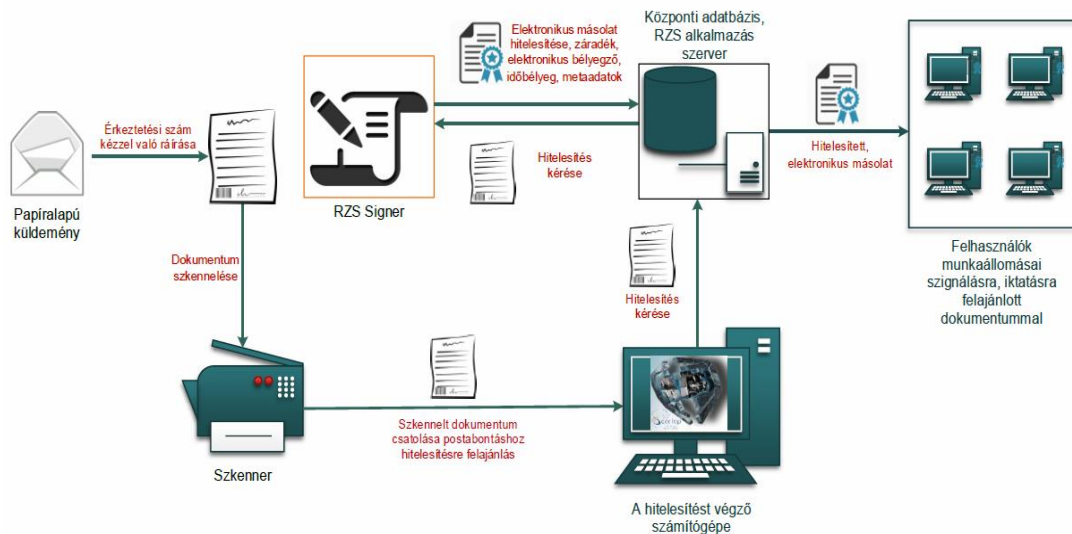 Elektronikus másolat
hitelesítése, záradék,
elektronikus bélyegző,
időbélyeg, metaadatok
Központi adatbázis,
RZS alkalmazás
szerver
Érkeztetési szám
kézzel való ráírása
Papíralapú
küldemény
RZS Signer
Hitelesítés
kérése
Hitelesített,
elektronikus másolat
Felhasználók
munkaállomásai
szignálásra, iktatásra
felajánlott
dokumentummal
Dokumentum
szkennelése
Hitelesítés
kérése
Szkenner
Szkennelt dokumentum
csatolása postabontáshoz
hitelesítésre felajánlás
A hitelesítést végző
számítógépe